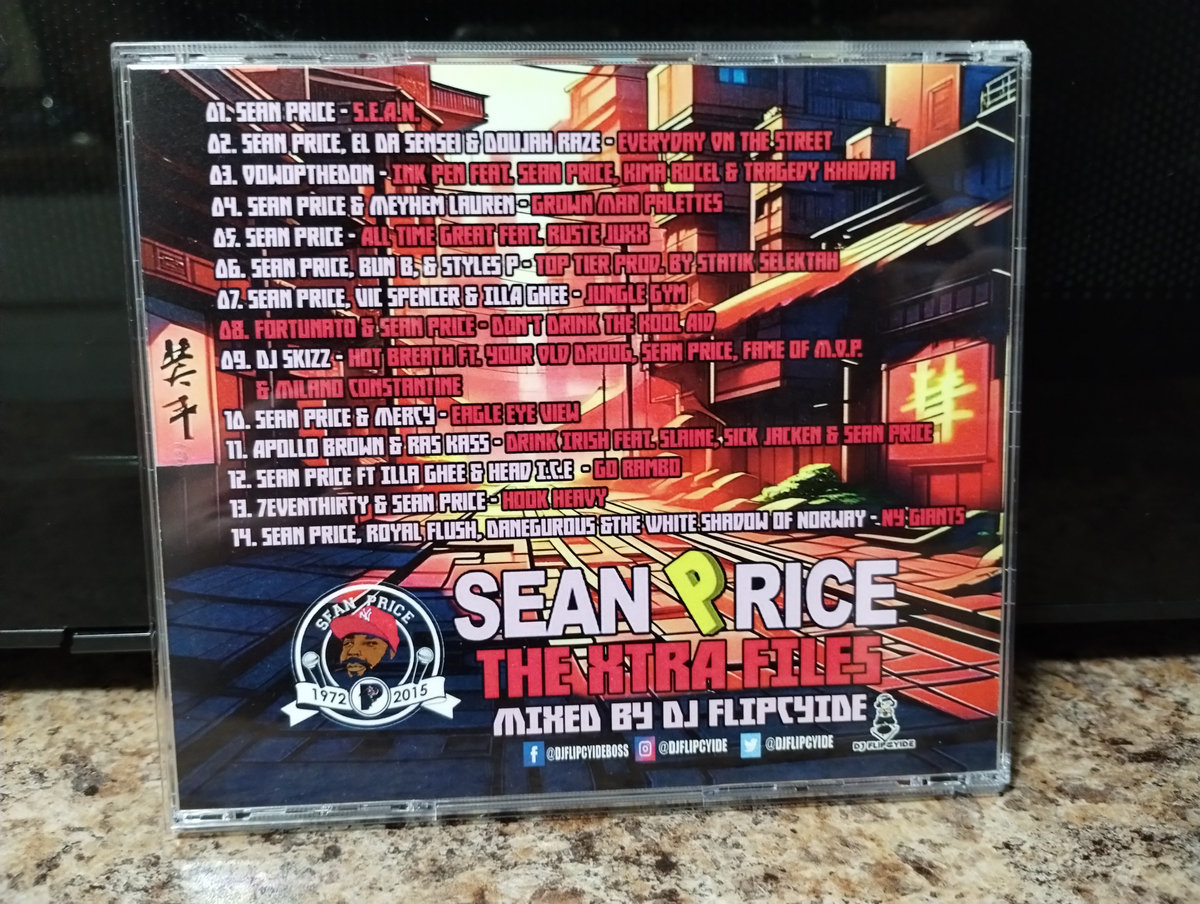 01. SEAN PRICE - S.E.A.N.
02. SEAN PRICE, EL DA SENSEI & DOUJAH RAZE - EVERYDAY ON THE STREET
03. VOWOPTHEDON - INK PEN FEAT. SEAN PRICE, KIMA ROCEL & TRAGEDY KHADAFI
04. SEAN PRICE & MEYHEM LAUREN - GROWN MAN PALETTES
05. SEAN PRICE - ALL TIME GREAT FEAT. RUSTE JUXX
06. SEAN PRICE, BUN B, & STYLES P - TOP TIER PROD. BY STATIK SELEKTAH
07. SEAN PRICE, VIC SPENCER & ILLA GHEE - JUNGLE GYM
08. FORTUNATO & SEAN PRICE - DON'T DRINK THE KOOL AID
09. DJ SKIZZ - HOT BREATH FT. YOUR OLD DROOG, SEAN PRICE, FAME OF M.O.P.
& MILANO CONSTANTINE
10. SEAN PRICE & MERCY - EAGLE EYE VIEW
11. APOLLO BROWN & RAS KASS - DRINK IRISH FEAT. SLAINE, SICK JACKEN & SEAN PRICE
12. SEAN PRICE FT ILLA GHEE & HEAD I.C.E - GO RAMBO
13. 7EVENTHIRTY & SEAN PRICE - HOOK HEAVY
14. SEAN PRICE, ROYAL FLUSH, DANEGUROUS &THE WHITE SHADOW OF NORWAY - NY GIANTS
SEAN PRICE
THE XTRA FILES
MIXED BY DJ FLIPCYIDE
SEAN PRICE
1972 P 2015
@DJFLIPCYIDEBOSS @DJFLIPCYIDE @DJFLIPCYIDE
DJ FLIPCYIDE